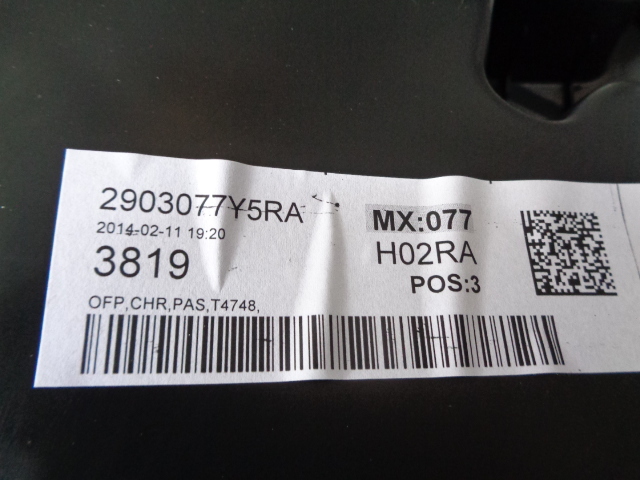 2903077Y5RA
2014-02-11 19:20
3819
OFP,CHR,PAS,T4748,
MX:077
H02RA
POS:3